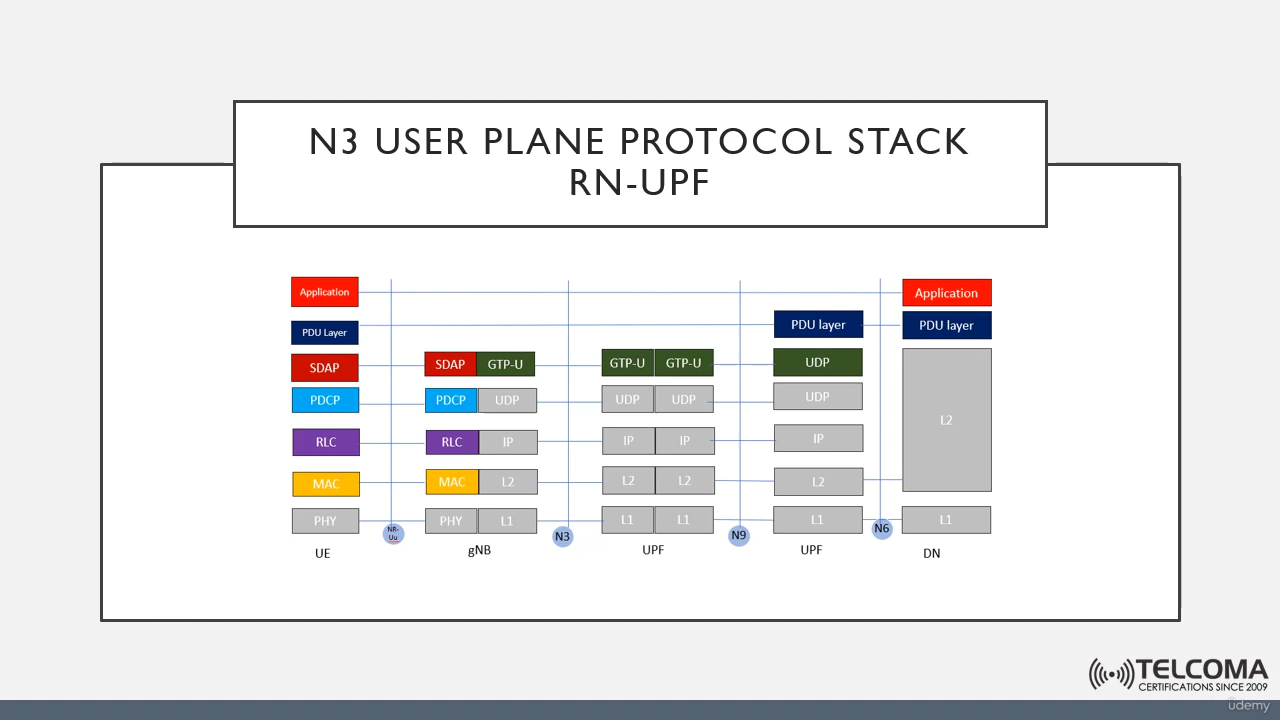 N3 USER PLANE PROTOCOL STACK
RN-UPF
Application
Application
PDU Layer
PDU layer
PDU layer
SDAP
SDAP
GTP-U
GTP-U
GTP-U
UDP
PDCP
PDCP
UDP
UDP
UDP
UDP
L2
RLC
RLC
IP
IP
IP
IP
MAC
MAC
L2
L2
L2
L2
PHY
PHY
L1
L1
L1
L1
L1
NR-
Uu
N3
N9
N6
UE
gNB
UPF
UPF
DN
TELCOMA
CERTIFICATIONS SINCE 2009
udemy